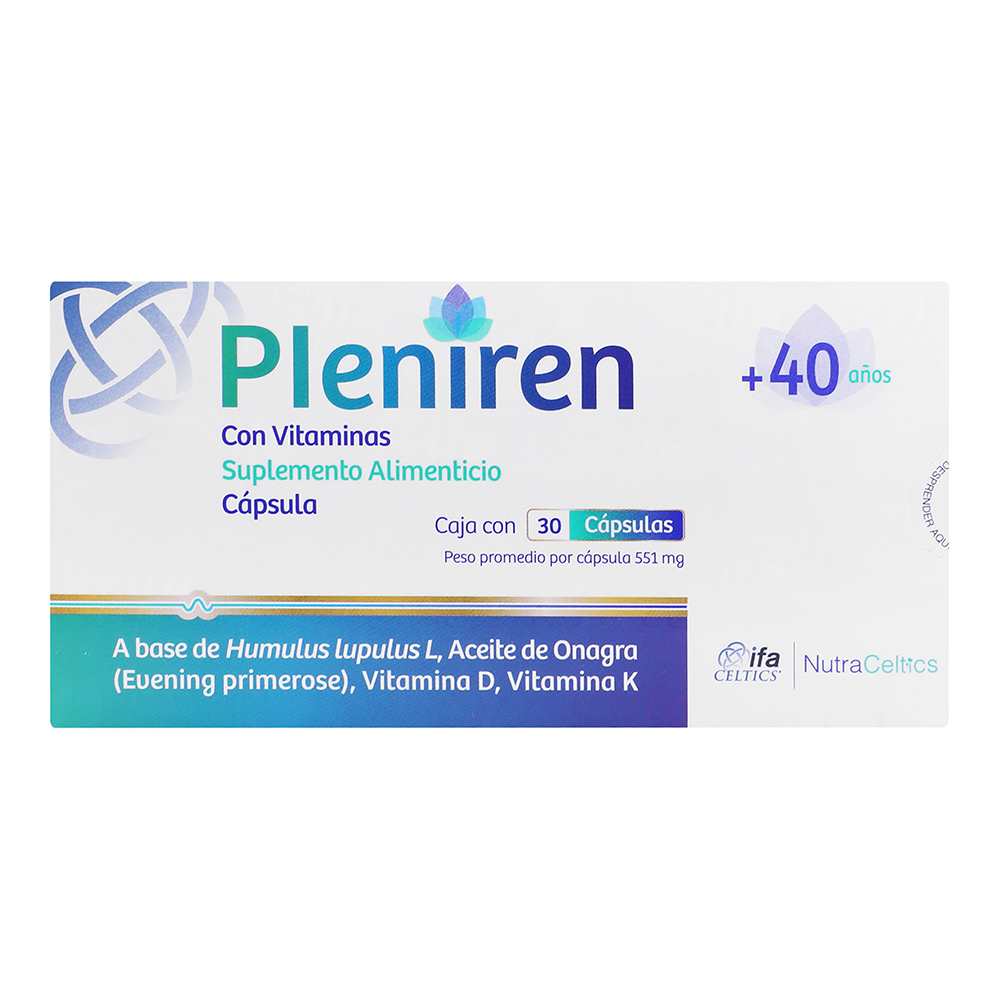 Pleniren
+40 años
Con Vitaminas
Suplemento Alimenticio
Cápsula
Caja con 30 Cápsulas
Peso promedio por cápsula 551 mg
DESPRENDER AQUÍ
A base de Humulus lupulus L, Aceite de Onagra
(Evening primerose), Vitamina D, Vitamina K
ifa
CELTICS
NutraCeltics